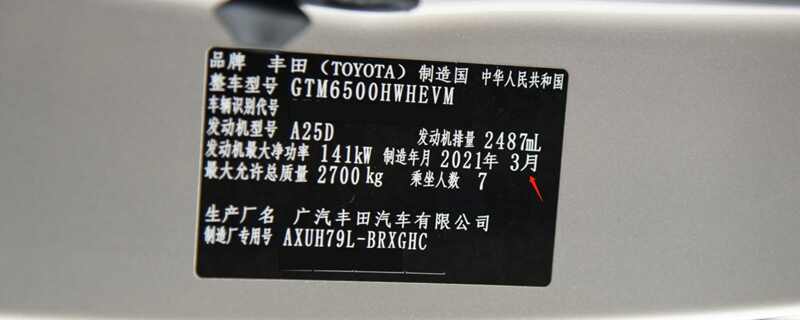 品牌 丰田(TOYOTA) 制造国 中华人民共和国
整车型号 GTM6500HWHEVM
车辆识别代号
发动机型号 A25D 发动机排量 2487mL
发动机最大净功率 141kW 制造年月 2021年 3月
最大允许总质量 2700 kg 乘坐人数 7
生产厂名 广汽丰田汽车有限公司
制造厂专用号 AXUH79L-BRXGHC